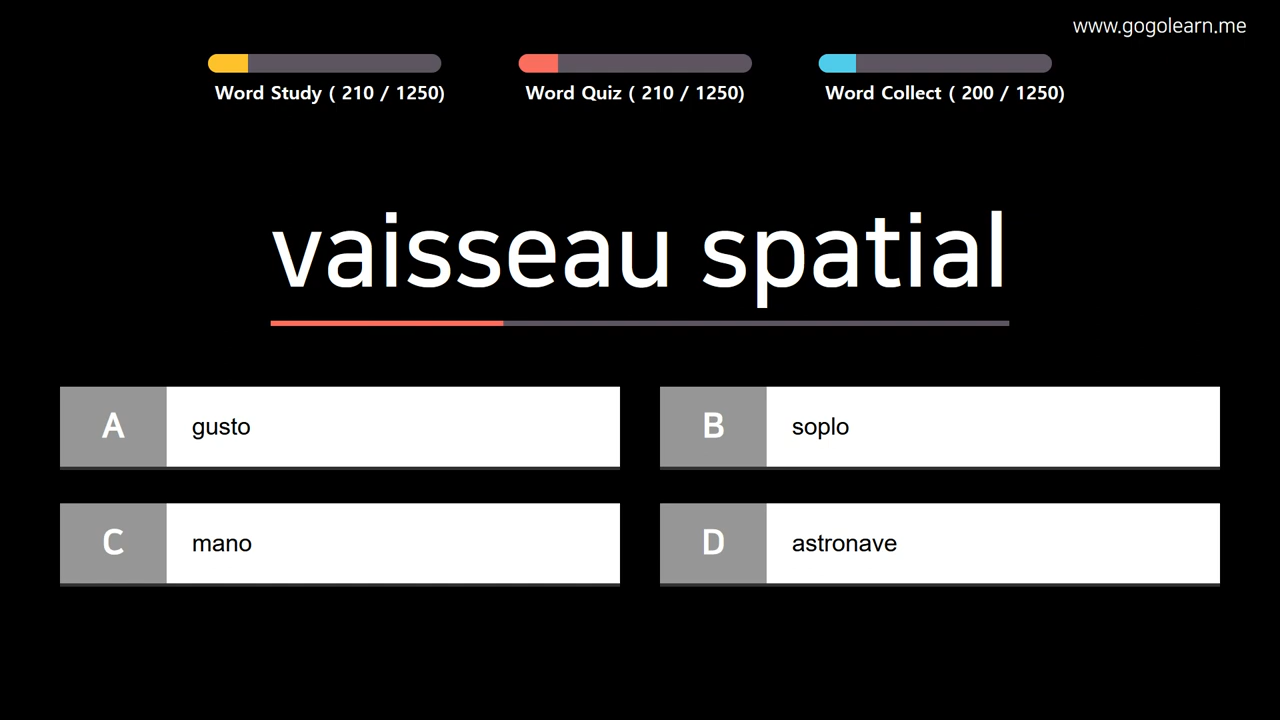 www.gogolearn.me
Word Study ( 210 / 1250)
Word Quiz ( 210 / 1250)
Word Collect ( 200 / 1250)
vaisseau spatial
A
gusto
B
soplo
C
mano
D
astronave